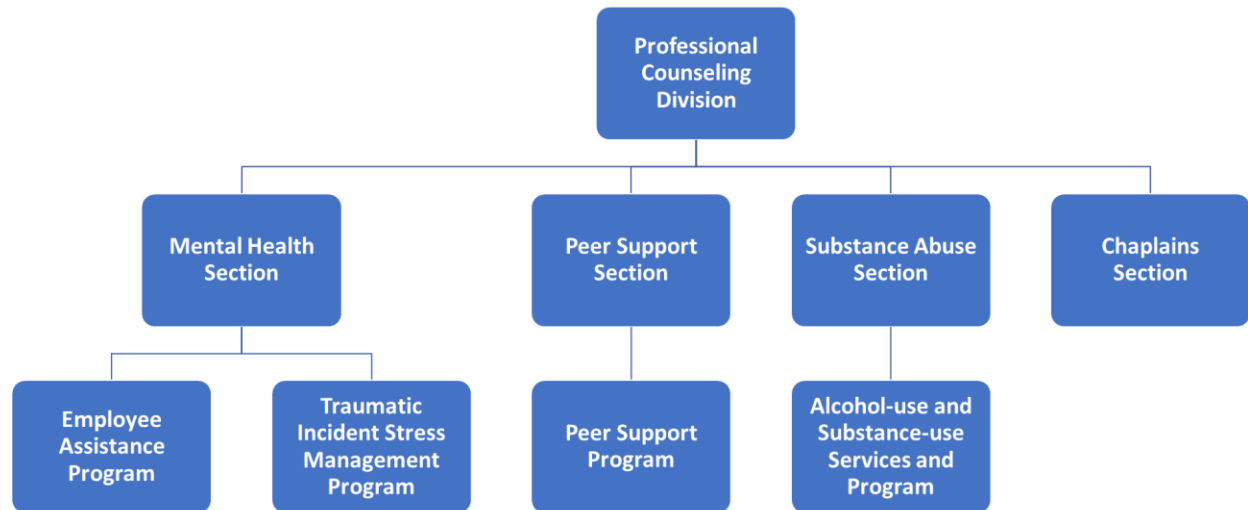 Professional
Counseling
Division
Mental Health
Section
Peer Support
Section
Substance Abuse
Section
Chaplains
Section
Employee
Assistance
Program
Traumatic
Incident Stress
Management
Program
Peer Support
Program
Alcohol-use and
Substance-use
Services and
Program